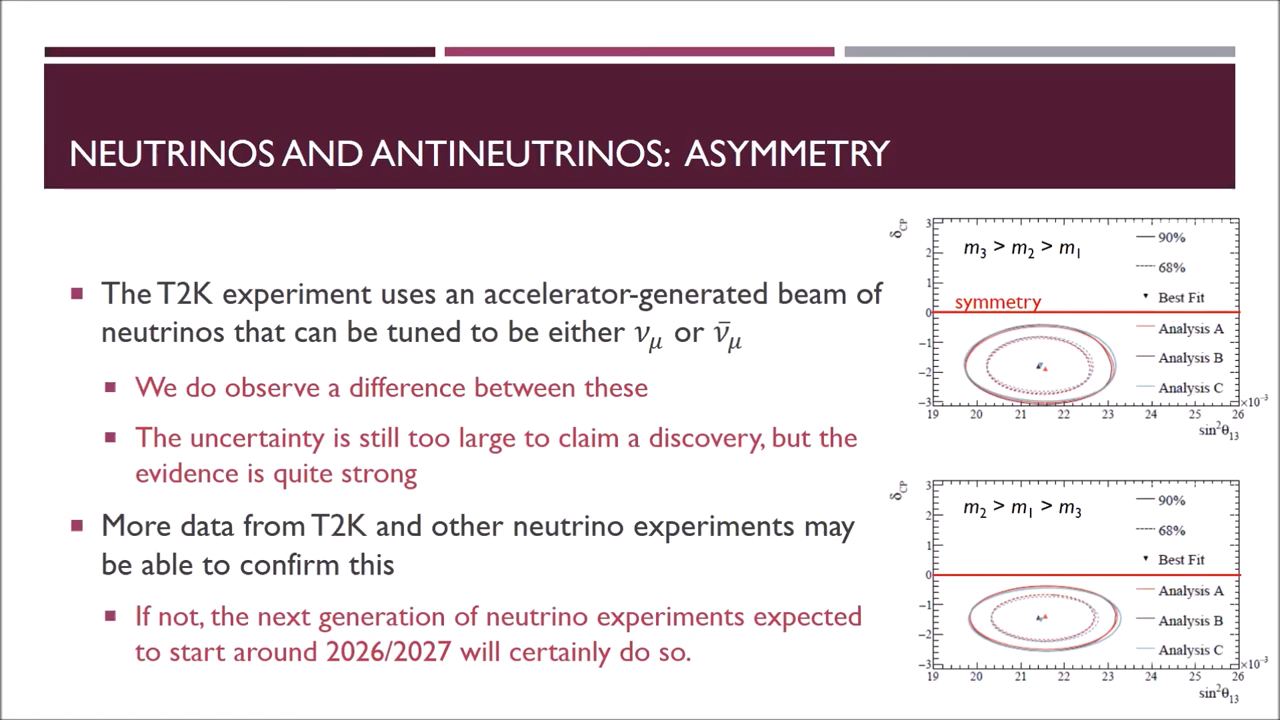 NEUTRINOS AND ANTINEUTRINOS: ASYMMETRY
The T2K experiment uses an accelerator-generated beam of
neutrinos that can be tuned to be either νμ or ν̄μ
We do observe a difference between these
The uncertainty is still too large to claim a discovery, but the
evidence is quite strong
More data from T2K and other neutrino experiments may
be able to confirm this
If not, the next generation of neutrino experiments expected
to start around 2026/2027 will certainly do so.
δCP
m3 > m2 > m1
symmetry
90%
68%
Best Fit
Analysis A
Analysis B
Analysis C
3
2
1
0
−1
−2
−3
19 20 21 22 23 24 25 26
×10⁻³
sin²θ13
δCP
m2 > m1 > m3
90%
68%
Best Fit
Analysis A
Analysis B
Analysis C
3
2
1
0
−1
−2
−3
19 20 21 22 23 24 25 26
×10⁻³
sin²θ13